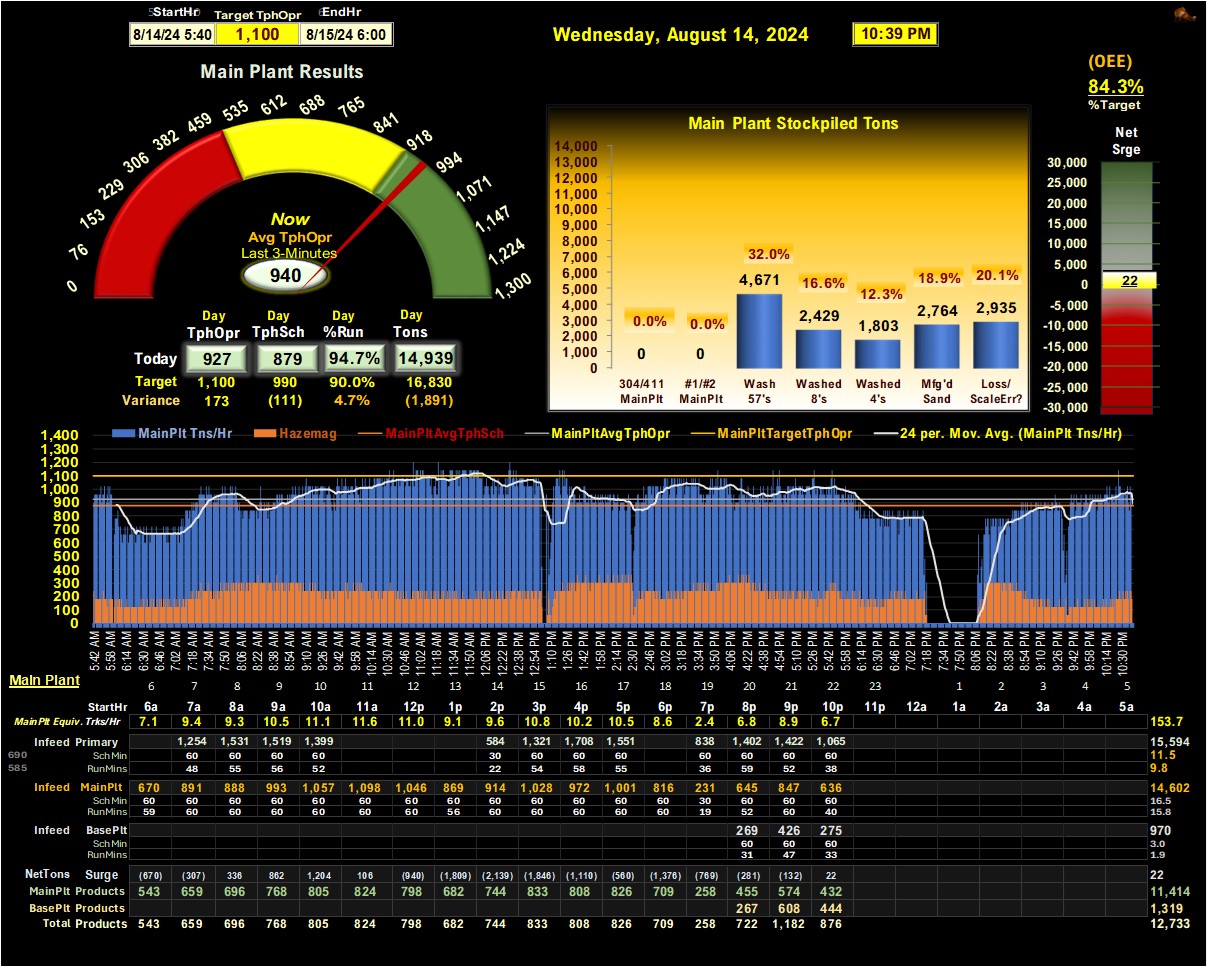 StartHr Target TphOpr EndHr
8/14/24 5:40 1,100 8/15/24 6:00
Wednesday, August 14, 2024 10:39 PM
(OEE)
84.3%
%Target
Main Plant Results
0 76 153 229 306 382 459 535 612 688 765 841 918 994 1,071 1,147 1,224 1,300
Now
Avg TphOpr
Last 3-Minutes
940
Day Day Day Day
TphOpr TphSch %Run Tons
Today 927 879 94.7% 14,939
Target 1,100 990 90.0% 16,830
Variance 173 (111) 4.7% (1,891)
Main Plant Stockpiled Tons
14,000
13,000
12,000
11,000
10,000
9,000
8,000
7,000
6,000
5,000
4,000
3,000
2,000
1,000
0
0.0% 0.0% 32.0% 16.6% 12.3% 18.9% 20.1%
0 0 4,671 2,429 1,803 2,764 2,935
304/411 #1/#2 Wash Washed Washed Mfg'd Loss/
MainPlt MainPlt 57's 8's 4's Sand ScaleErr?
Net
Srge
30,000
25,000
20,000
15,000
10,000
5,000
0
-5,000
-10,000
-15,000
-20,000
-25,000
-30,000
22
MainPlt Tns/Hr Hazemag MainPltAvgTphSch MainPltAvgTphOpr MainPltTargetTphOpr 24 per. Mov. Avg. (MainPlt Tns/Hr)
1,400
1,300
1,200
1,100
1,000
900
800
700
600
500
400
300
200
100
0
5:42 AM 5:58 AM 6:14 AM 6:30 AM 6:46 AM 7:02 AM 7:18 AM 7:34 AM 7:50 AM 8:06 AM 8:22 AM 8:38 AM 8:54 AM 9:10 AM 9:26 AM 9:42 AM 9:58 AM 10:14 AM 10:30 AM 10:46 AM 11:02 AM 11:18 AM 11:34 AM 11:50 AM 12:06 PM 12:22 PM 12:38 PM 12:54 PM 1:10 PM 1:26 PM 1:42 PM 1:58 PM 2:14 PM 2:30 PM 2:46 PM 3:02 PM 3:18 PM 3:34 PM 3:50 PM 4:06 PM 4:22 PM 4:38 PM 4:54 PM 5:10 PM 5:26 PM 5:42 PM 5:58 PM 6:14 PM 6:30 PM 6:46 PM 7:02 PM 7:18 PM 7:34 PM 7:50 PM 8:06 PM 8:22 PM 8:38 PM 8:54 PM 9:10 PM 9:26 PM 9:42 PM 9:58 PM 10:14 PM 10:30 PM
Main Plant 6 7 8 9 10 11 12 13 14 15 16 17 18 19 20 21 22 23 1 2 3 4 5
StartHr 6a 7a 8a 9a 10a 11a 12p 1p 2p 3p 4p 5p 6p 7p 8p 9p 10p 11p 12a 1a 2a 3a 4a 5a
MainPlt Equiv. Trks/Hr 7.1 9.4 9.3 10.5 11.1 11.6 11.0 9.1 9.6 10.8 10.2 10.5 8.6 2.4 6.8 8.9 6.7 153.7
Infeed Primary 1,254 1,531 1,519 1,399 584 1,321 1,708 1,551 838 1,402 1,422 1,065 15,594
690 Sch Min 60 60 60 60 30 60 60 60 60 60 60 60 11.5
585 RunMins 48 55 56 52 22 54 58 55 36 59 52 38 9.8
Infeed MainPlt 670 891 888 993 1,057 1,098 1,046 869 914 1,028 972 1,001 816 231 645 847 636 14,602
Sch Min 60 60 60 60 60 60 60 60 60 60 60 60 60 30 60 60 60 16.5
RunMins 59 60 60 60 60 60 60 56 60 60 60 60 60 19 52 60 40 15.8
Infeed BasePlt 269 426 275 970
Sch Min 60 60 60 3.0
RunMins 31 47 33 1.9
NetTons Surge (670) (307) 336 862 1,204 106 (940) (1,809) (2,139) (1,846) (1,110) (560) (1,376) (769) (281) (132) 22 22
MainPlt Products 543 659 696 768 805 824 798 682 744 833 808 826 709 258 455 574 432 11,414
BasePlt Products 267 608 444 1,319
Total Products 543 659 696 768 805 824 798 682 744 833 808 826 709 258 722 1,182 876 12,733